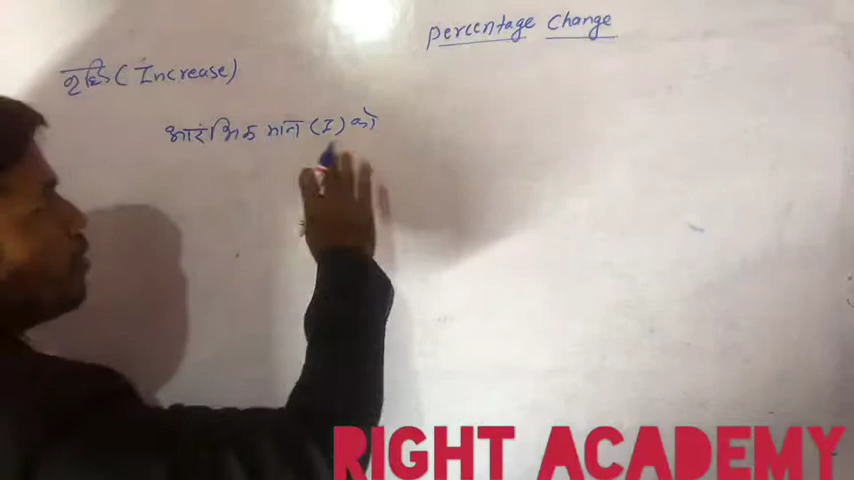 Percentage Change
वृद्धि (Increase)
आरंभिक मान (I) को
RIGHT ACADEMY